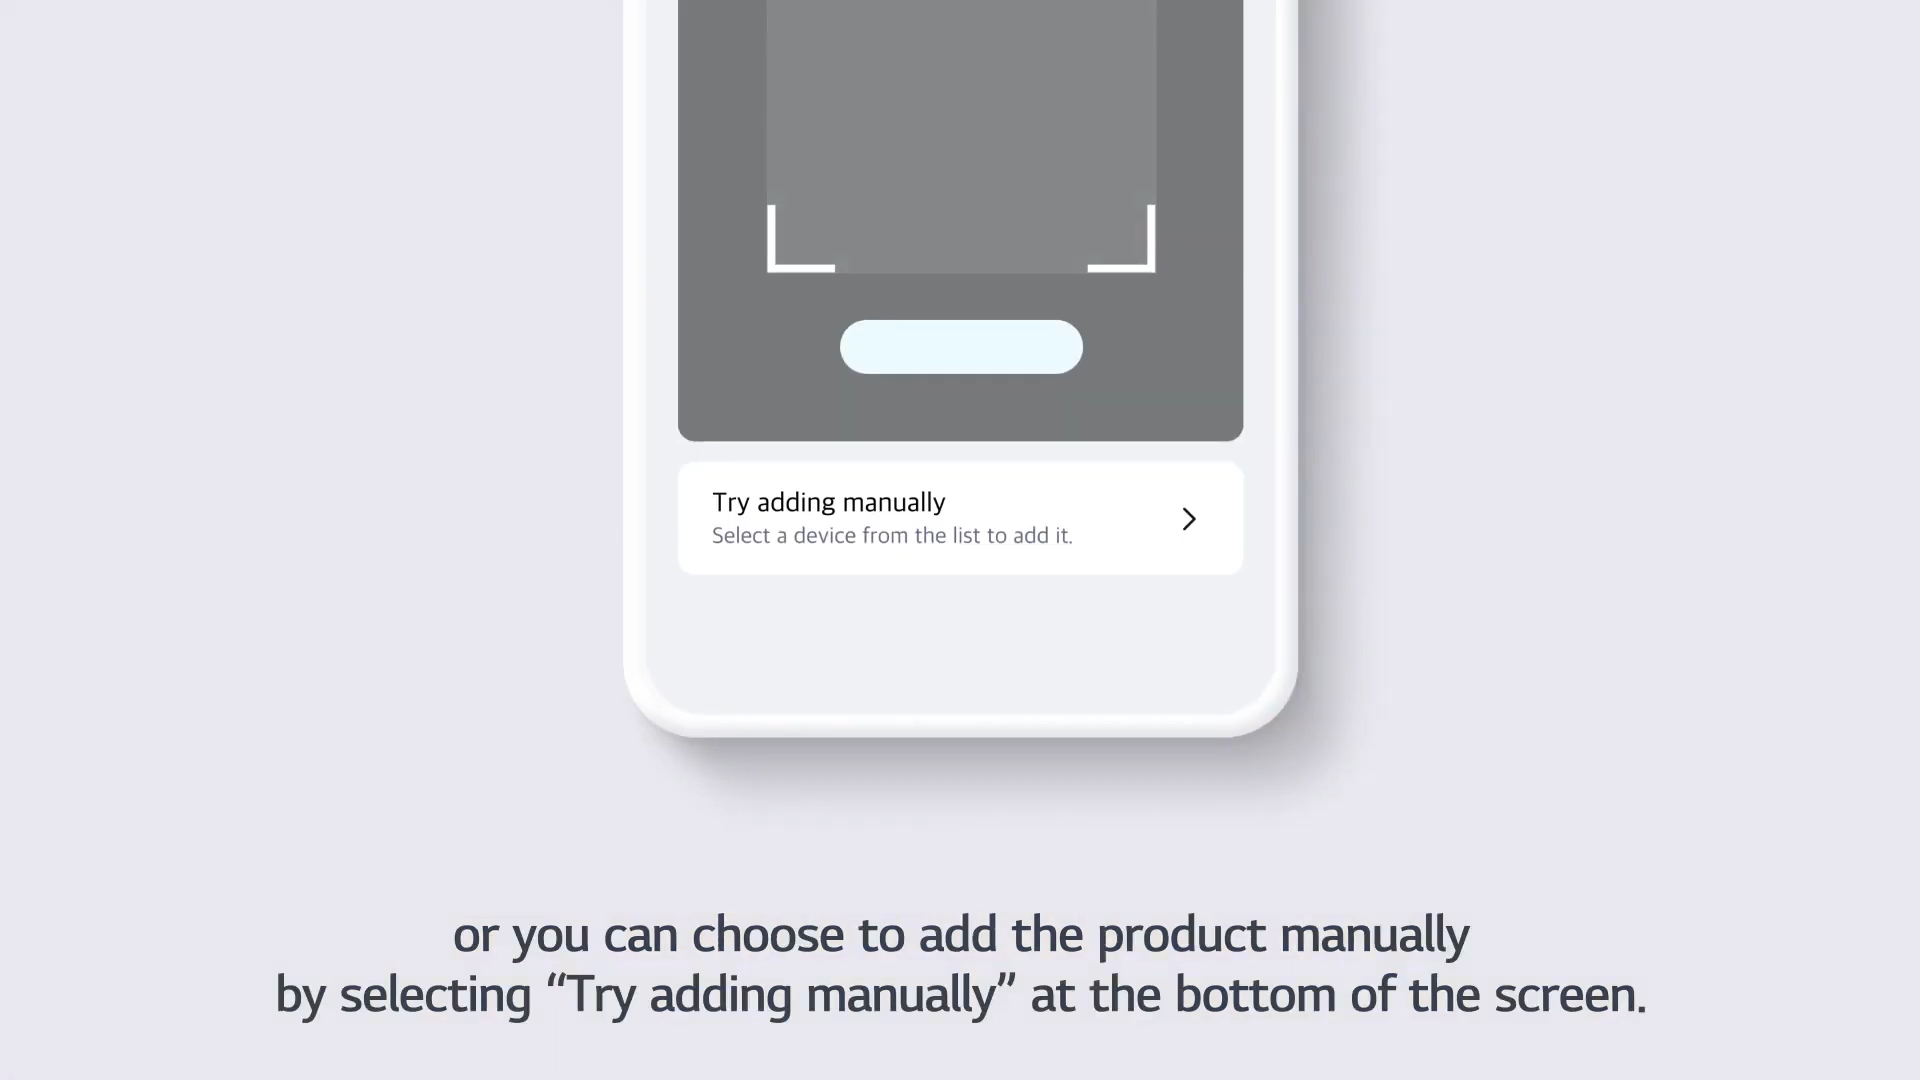 Try adding manually
Select a device from the list to add it.
or you can choose to add the product manually
by selecting “Try adding manually” at the bottom of the screen.